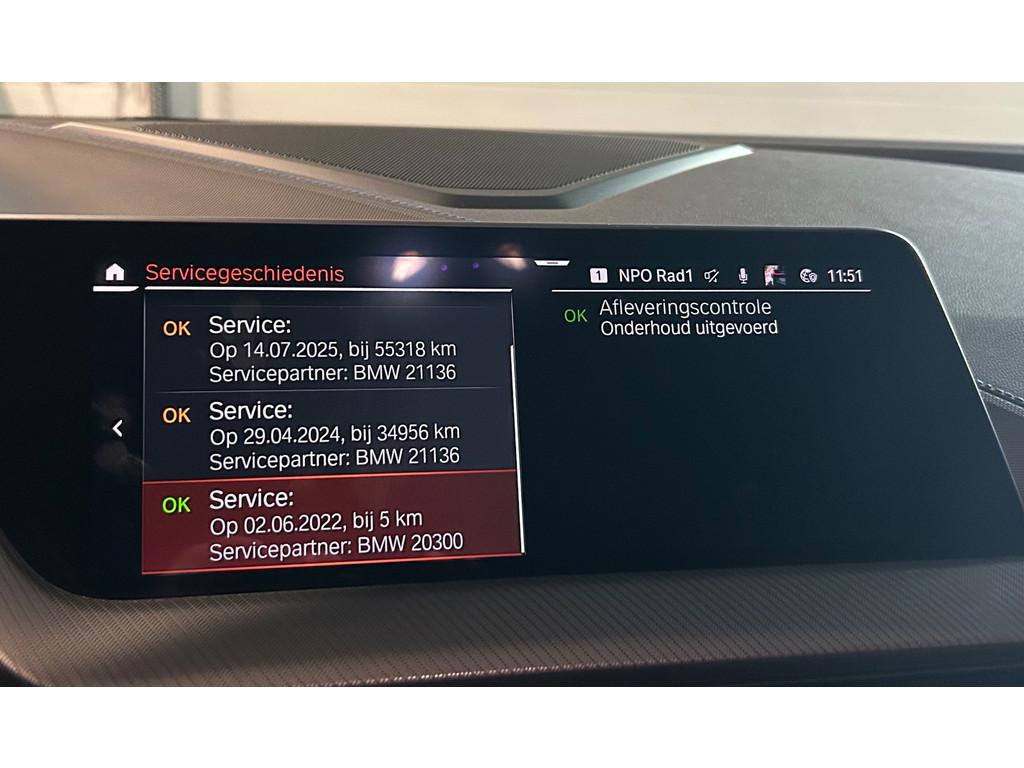 Servicegeschiedenis
1 NPO Rad1 11:51
OK Service:
Op 14.07.2025, bij 55318 km
Servicepartner: BMW 21136
OK Service:
Op 29.04.2024, bij 34956 km
Servicepartner: BMW 21136
OK Service:
Op 02.06.2022, bij 5 km
Servicepartner: BMW 20300
OK Afleveringscontrole
Onderhoud uitgevoerd